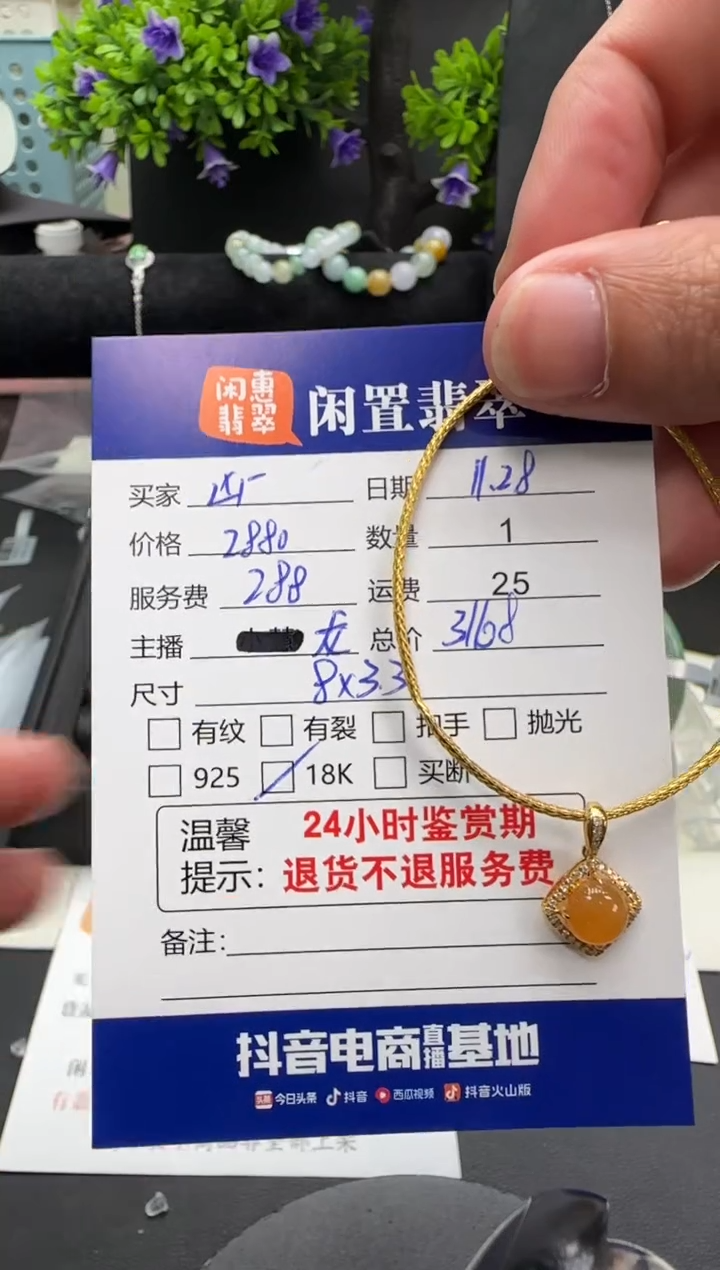 闲惠
翡翠
闲置翡翠
买家 日期 11.28
价格 2880 数量 1
服务费 288 运费 25
主播 龙 总价 3168
尺寸 8x3.3
有纹 有裂 扣手 抛光
925 18K 买断
温馨 24小时鉴赏期
提示：退货不退服务费
备注：
抖音电商直播基地
头条 今日头条 抖音 西瓜视频 抖音火山版